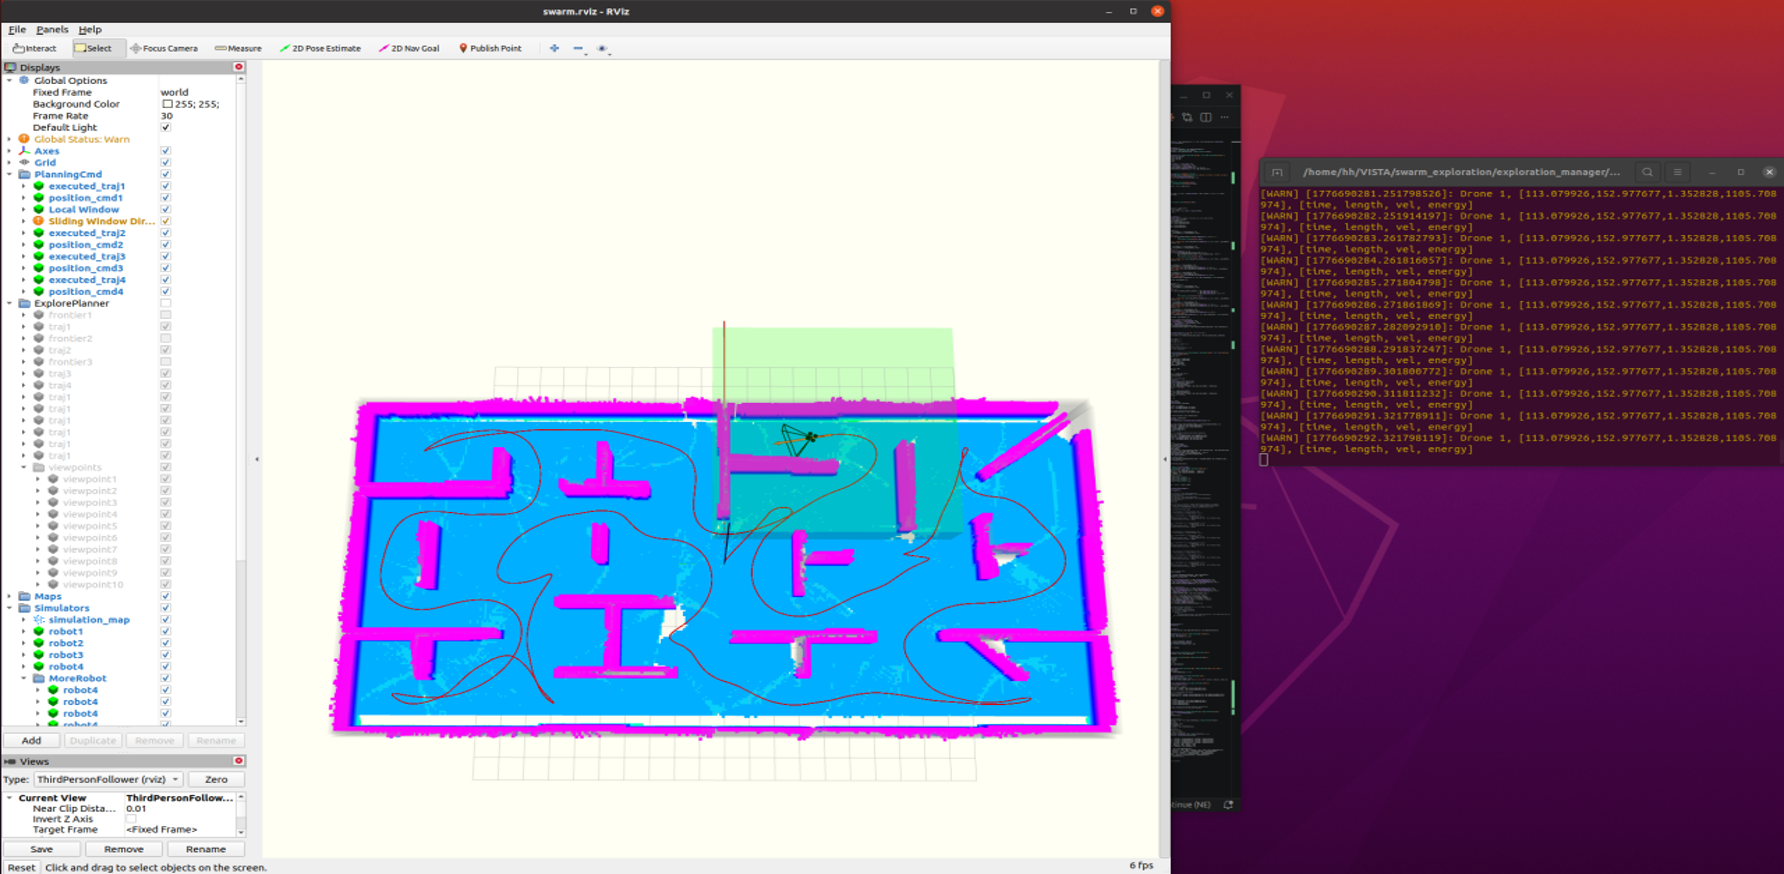 swarm.rviz - RViz
File Panels Help
Interact Select Focus Camera Measure 2D Pose Estimate 2D Nav Goal Publish Point
Displays
Global Options
Fixed Frame world
Background Color 255; 255;
Frame Rate 30
Default Light
Global Status: Warn
Axes
Grid
PlanningCmd
executed_traj1
position_cmd1
Local Window
Sliding Window Dir...
executed_traj2
position_cmd2
executed_traj3
position_cmd3
executed_traj4
position_cmd4
ExplorePlanner
frontier1
traj1
frontier2
traj2
frontier3
traj3
traj4
traj1
traj1
traj1
traj1
traj1
traj1
viewpoints
viewpoint1
viewpoint2
viewpoint3
viewpoint4
viewpoint5
viewpoint6
viewpoint7
viewpoint8
viewpoint9
viewpoint10
Maps
Simulators
simulation_map
robot1
robot2
robot3
robot4
MoreRobot
robot4
robot4
robot4
robot4
Add Duplicate Remove Rename
Views
Type: ThirdPersonFollower (rviz) Zero
Current View ThirdPersonFollow...
Near Clip Dista... 0.01
Invert Z Axis
Target Frame <Fixed Frame>
Save Remove Rename
Reset Click and drag to select objects on the screen.
6 fps
tinue (NE)
/home/hh/VISTA/swarm_exploration/exploration_manager/...
[WARN] [1776690281.251798526]: Drone 1, [113.079926,152.977677,1.352828,1105.708
974], [time, length, vel, energy]
[WARN] [1776690282.251914197]: Drone 1, [113.079926,152.977677,1.352828,1105.708
974], [time, length, vel, energy]
[WARN] [1776690283.261782793]: Drone 1, [113.079926,152.977677,1.352828,1105.708
974], [time, length, vel, energy]
[WARN] [1776690284.261816057]: Drone 1, [113.079926,152.977677,1.352828,1105.708
974], [time, length, vel, energy]
[WARN] [1776690285.271804798]: Drone 1, [113.079926,152.977677,1.352828,1105.708
974], [time, length, vel, energy]
[WARN] [1776690286.271861869]: Drone 1, [113.079926,152.977677,1.352828,1105.708
974], [time, length, vel, energy]
[WARN] [1776690287.282092910]: Drone 1, [113.079926,152.977677,1.352828,1105.708
974], [time, length, vel, energy]
[WARN] [1776690288.291837247]: Drone 1, [113.079926,152.977677,1.352828,1105.708
974], [time, length, vel, energy]
[WARN] [1776690289.301800772]: Drone 1, [113.079926,152.977677,1.352828,1105.708
974], [time, length, vel, energy]
[WARN] [1776690290.311811232]: Drone 1, [113.079926,152.977677,1.352828,1105.708
974], [time, length, vel, energy]
[WARN] [1776690291.321778911]: Drone 1, [113.079926,152.977677,1.352828,1105.708
974], [time, length, vel, energy]
[WARN] [1776690292.321798119]: Drone 1, [113.079926,152.977677,1.352828,1105.708
974], [time, length, vel, energy]